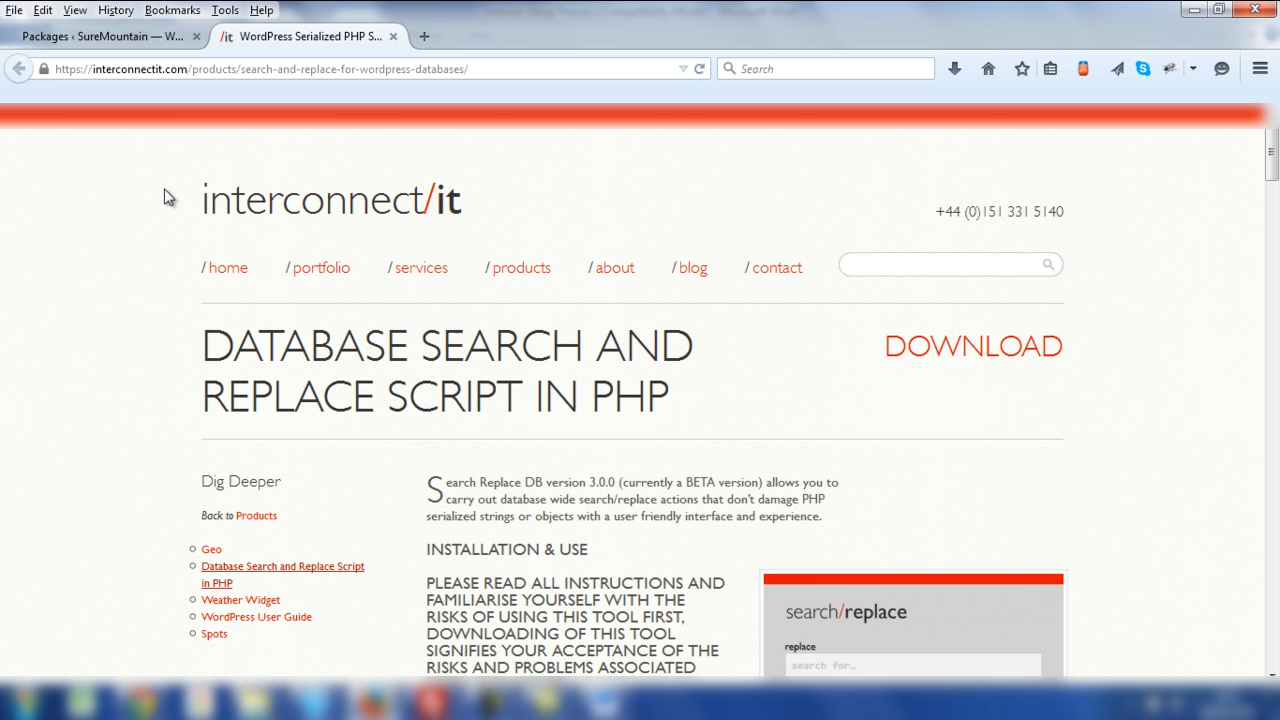 File Edit View History Bookmarks Tools Help
Packages ‹ SureMountain — W...
/it WordPress Serialized PHP S...
https://interconnectit.com/products/search-and-replace-for-wordpress-databases/
Search
interconnect/it
+44 (0)151 331 5140
/ home / portfolio / services / products / about / blog / contact
DATABASE SEARCH AND
REPLACE SCRIPT IN PHP
DOWNLOAD
Dig Deeper
Back to Products
Geo
Database Search and Replace Script
in PHP
Weather Widget
WordPress User Guide
Spots
Search Replace DB version 3.0.0 (currently a BETA version) allows you to
carry out database wide search/replace actions that don't damage PHP
serialized strings or objects with a user friendly interface and experience.
INSTALLATION & USE
PLEASE READ ALL INSTRUCTIONS AND
FAMILIARISE YOURSELF WITH THE
RISKS OF USING THIS TOOL FIRST,
DOWNLOADING OF THIS TOOL
SIGNIFIES YOUR ACCEPTANCE OF THE
RISKS AND PROBLEMS ASSOCIATED
search/replace
replace
search for...